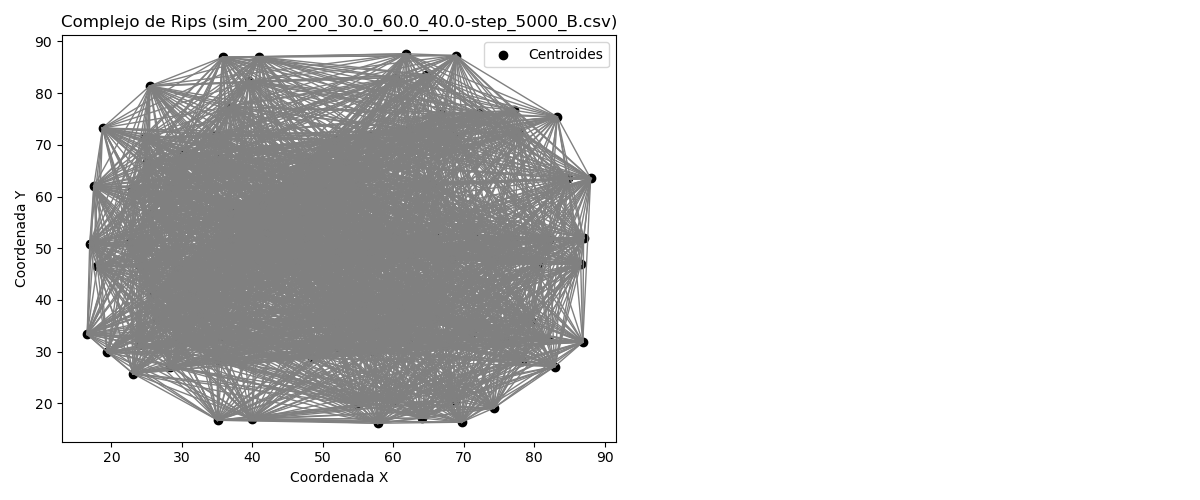 Complejo de Rips (sim_200_200_30.0_60.0_40.0-step_5000_B.csv)
90
80
70
60
50
40
30
20
Coordenada Y
Centroides
20 30 40 50 60 70 80 90
Coordenada X